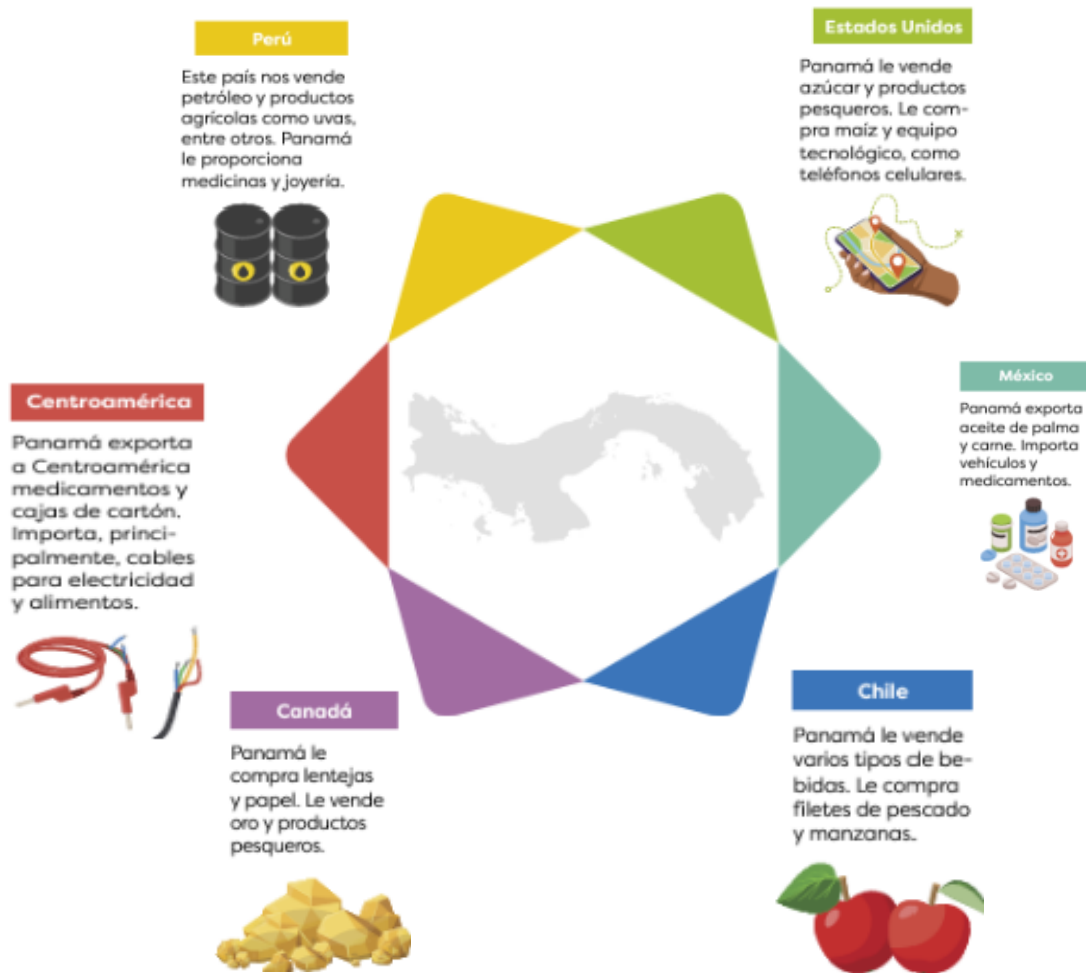 Perú
Este país nos vende
petróleo y productos
agrícolas como uvas,
entre otros. Panamá
le proporciona
medicinas y joyería.
Estados Unidos
Panamá le vende
azúcar y productos
pesqueros. Le com-
pra maíz y equipo
tecnológico, como
teléfonos celulares.
Centroamérica
Panamá exporta
a Centroamérica
medicamentos y
cajas de cartón.
Importa, princi-
palmente, cables
para electricidad
y alimentos.
México
Panamá exporta
aceite de palma
y carne. Importa
vehículos y
medicamentos.
Canadá
Panamá le
compra lentejas
y papel. Le vende
oro y productos
pesqueros.
Chile
Panamá le vende
varios tipos de be-
bidas. Le compra
filetes de pescado
y manzanas.